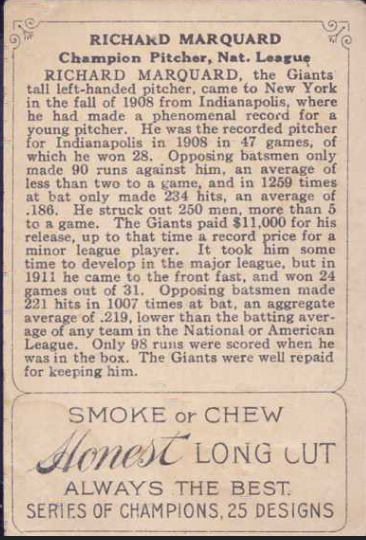 RICHARD MARQUARD
Champion Pitcher, Nat. League
RICHARD MARQUARD, the Giants
tall left-handed pitcher, came to New York
in the fall of 1908 from Indianapolis, where
he had made a phenomenal record for a
young pitcher. He was the recorded pitcher
for Indianapolis in 1908 in 47 games, of
which he won 28. Opposing batsmen only
made 90 runs against him, an average of
less than two to a game, and in 1259 times
at bat only made 234 hits, an average of
.186. He struck out 250 men, more than 5
to a game. The Giants paid $11,000 for his
release, up to that time a record price for a
minor league player. It took him some
time to develop in the major league, but in
1911 he came to the front fast, and won 24
games out of 31. Opposing batsmen made
221 hits in 1007 times at bat, an aggregate
average of .219, lower than the batting aver-
age of any team in the National or American
League. Only 98 runs were scored when he
was in the box. The Giants were well repaid
for keeping him.
SMOKE or CHEW
Honest LONG CUT
ALWAYS THE BEST.
SERIES OF CHAMPIONS, 25 DESIGNS